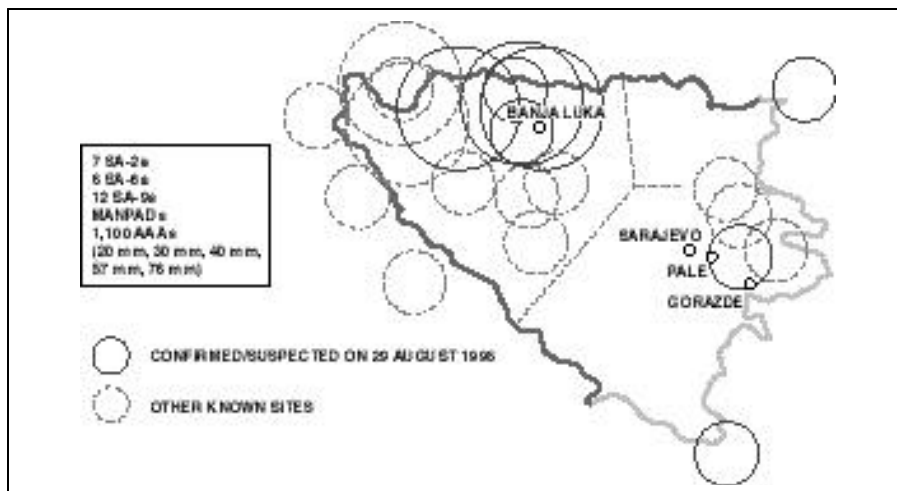 7 SA-2s
6 SA-6s
12 SA-9s
MANPADs
1,100 AAAs
(20 mm, 30 mm, 40 mm,
57 mm, 76 mm)
BANJA LUKA
SARAJEVO
PALE
GORAZDE
CONFIRMED/SUSPECTED ON 29 AUGUST 1995
OTHER KNOWN SITES